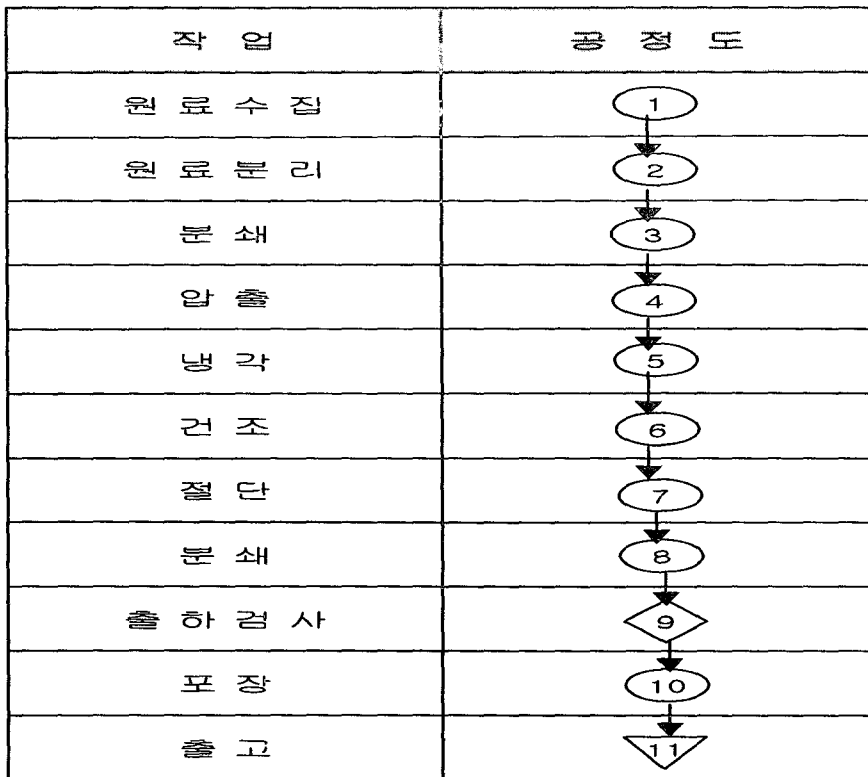 작 업 공 정 도
원 료 수 집 1
원 료 분 리 2
분 쇄 3
압 출 4
냉 각 5
건 조 6
절 단 7
분 쇄 8
출 하 검 사 9
포 장 10
출 고 11